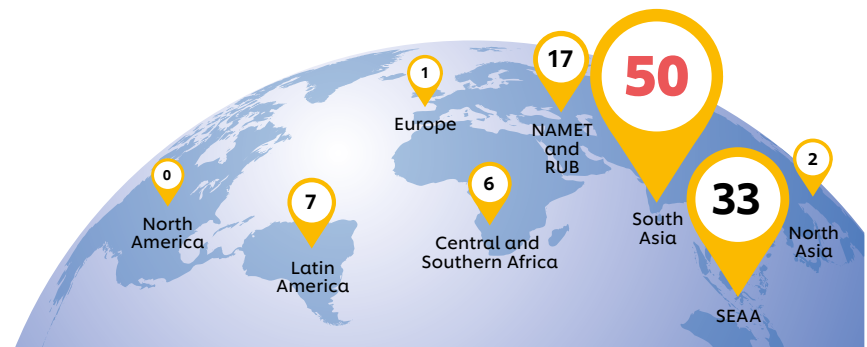 0
North
America
7
Latin
America
1
Europe
6
Central and
Southern Africa
17
NAMET
and
RUB
50
South
Asia
33
SEAA
2
North
Asia